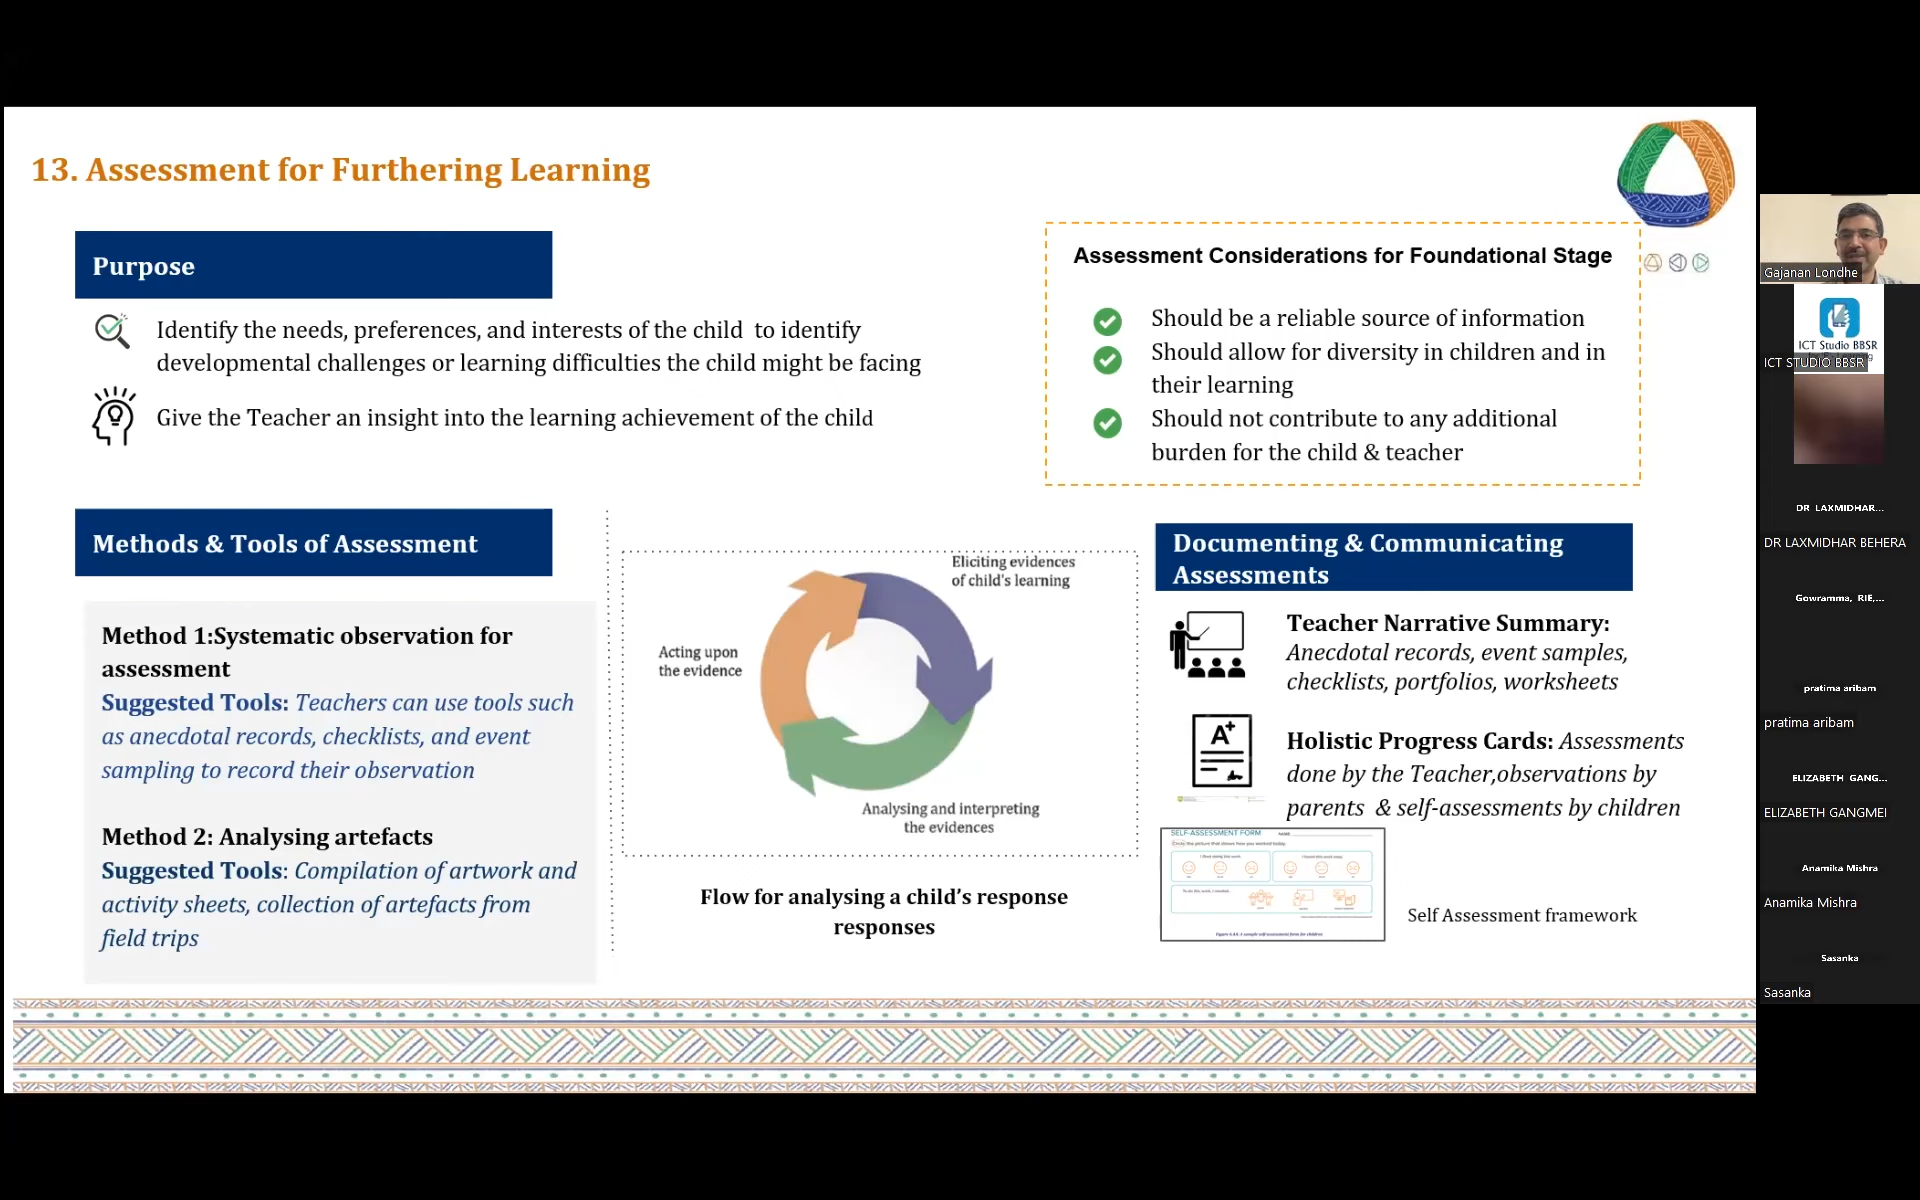 13. Assessment for Furthering Learning
Purpose
Identify the needs, preferences, and interests of the child to identify
developmental challenges or learning difficulties the child might be facing
Give the Teacher an insight into the learning achievement of the child
Assessment Considerations for Foundational Stage
Should be a reliable source of information
Should allow for diversity in children and in
their learning
Should not contribute to any additional
burden for the child & teacher
Methods & Tools of Assessment
Method 1:Systematic observation for
assessment
Suggested Tools: Teachers can use tools such
as anecdotal records, checklists, and event
sampling to record their observation
Method 2: Analysing artefacts
Suggested Tools: Compilation of artwork and
activity sheets, collection of artefacts from
field trips
Eliciting evidences
of child's learning
Acting upon
the evidence
Analysing and interpreting
the evidences
Flow for analysing a child’s response
responses
Documenting & Communicating
Assessments
Teacher Narrative Summary:
Anecdotal records, event samples,
checklists, portfolios, worksheets
A+
Holistic Progress Cards: Assessments
done by the Teacher,observations by
parents & self-assessments by children
SELF-ASSESSMENT FORM
NAME
the picture that shows how you worked today.
Self Assessment framework
Gajanan Londhe
ICT Studio BBSR
ICT STUDIO BBSR
DR LAXMIDHAR...
DR LAXMIDHAR BEHERA
Gowramma, RIE,...
pratima aribam
pratima aribam
ELIZABETH GANG...
ELIZABETH GANGMEI
Anamika Mishra
Anamika Mishra
Sasanka
Sasanka